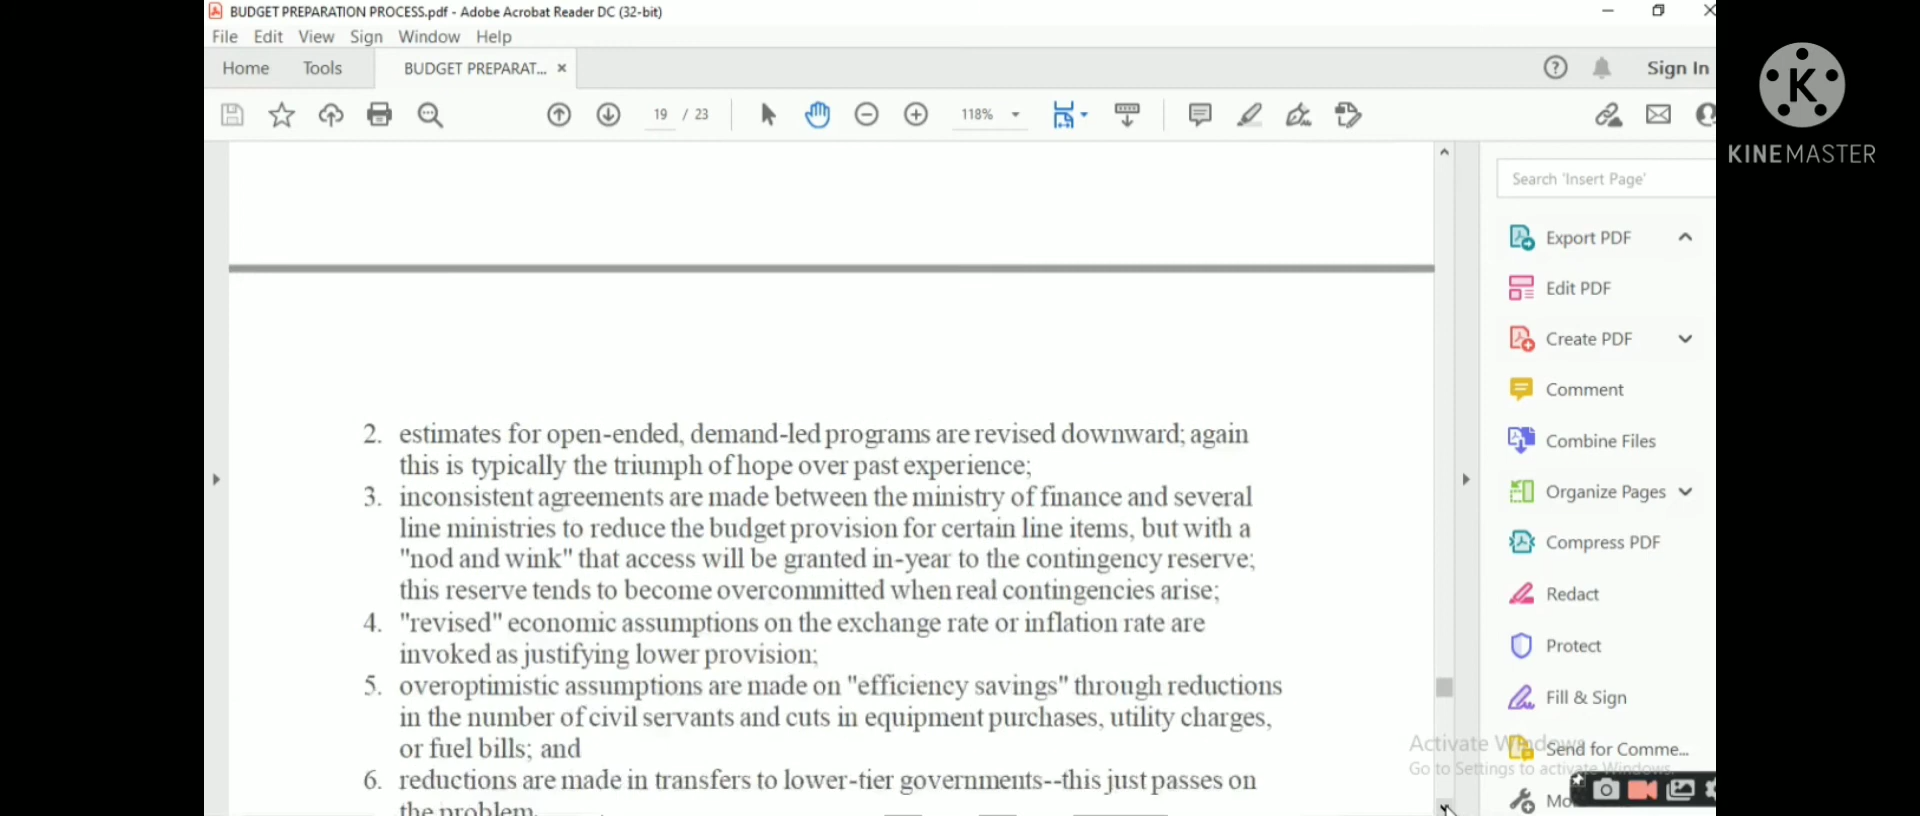 BUDGET PREPARATION PROCESS.pdf - Adobe Acrobat Reader DC (32-bit)
File Edit View Sign Window Help
Home Tools BUDGET PREPARAT... × Sign In
19 / 23 118%
KINEMASTER
Search 'Insert Page'
Export PDF
Edit PDF
Create PDF
Comment
Combine Files
Organize Pages
Compress PDF
Redact
Protect
Fill & Sign
Send for Comme...
Mo
2. estimates for open-ended, demand-led programs are revised downward; again
this is typically the triumph of hope over past experience;
3. inconsistent agreements are made between the ministry of finance and several
line ministries to reduce the budget provision for certain line items, but with a
"nod and wink" that access will be granted in-year to the contingency reserve;
this reserve tends to become overcommitted when real contingencies arise;
4. "revised" economic assumptions on the exchange rate or inflation rate are
invoked as justifying lower provision;
5. overoptimistic assumptions are made on "efficiency savings" through reductions
in the number of civil servants and cuts in equipment purchases, utility charges,
or fuel bills; and
6. reductions are made in transfers to lower-tier governments--this just passes on
the problem.
Activate Windows
Go to Settings to activate Windows.